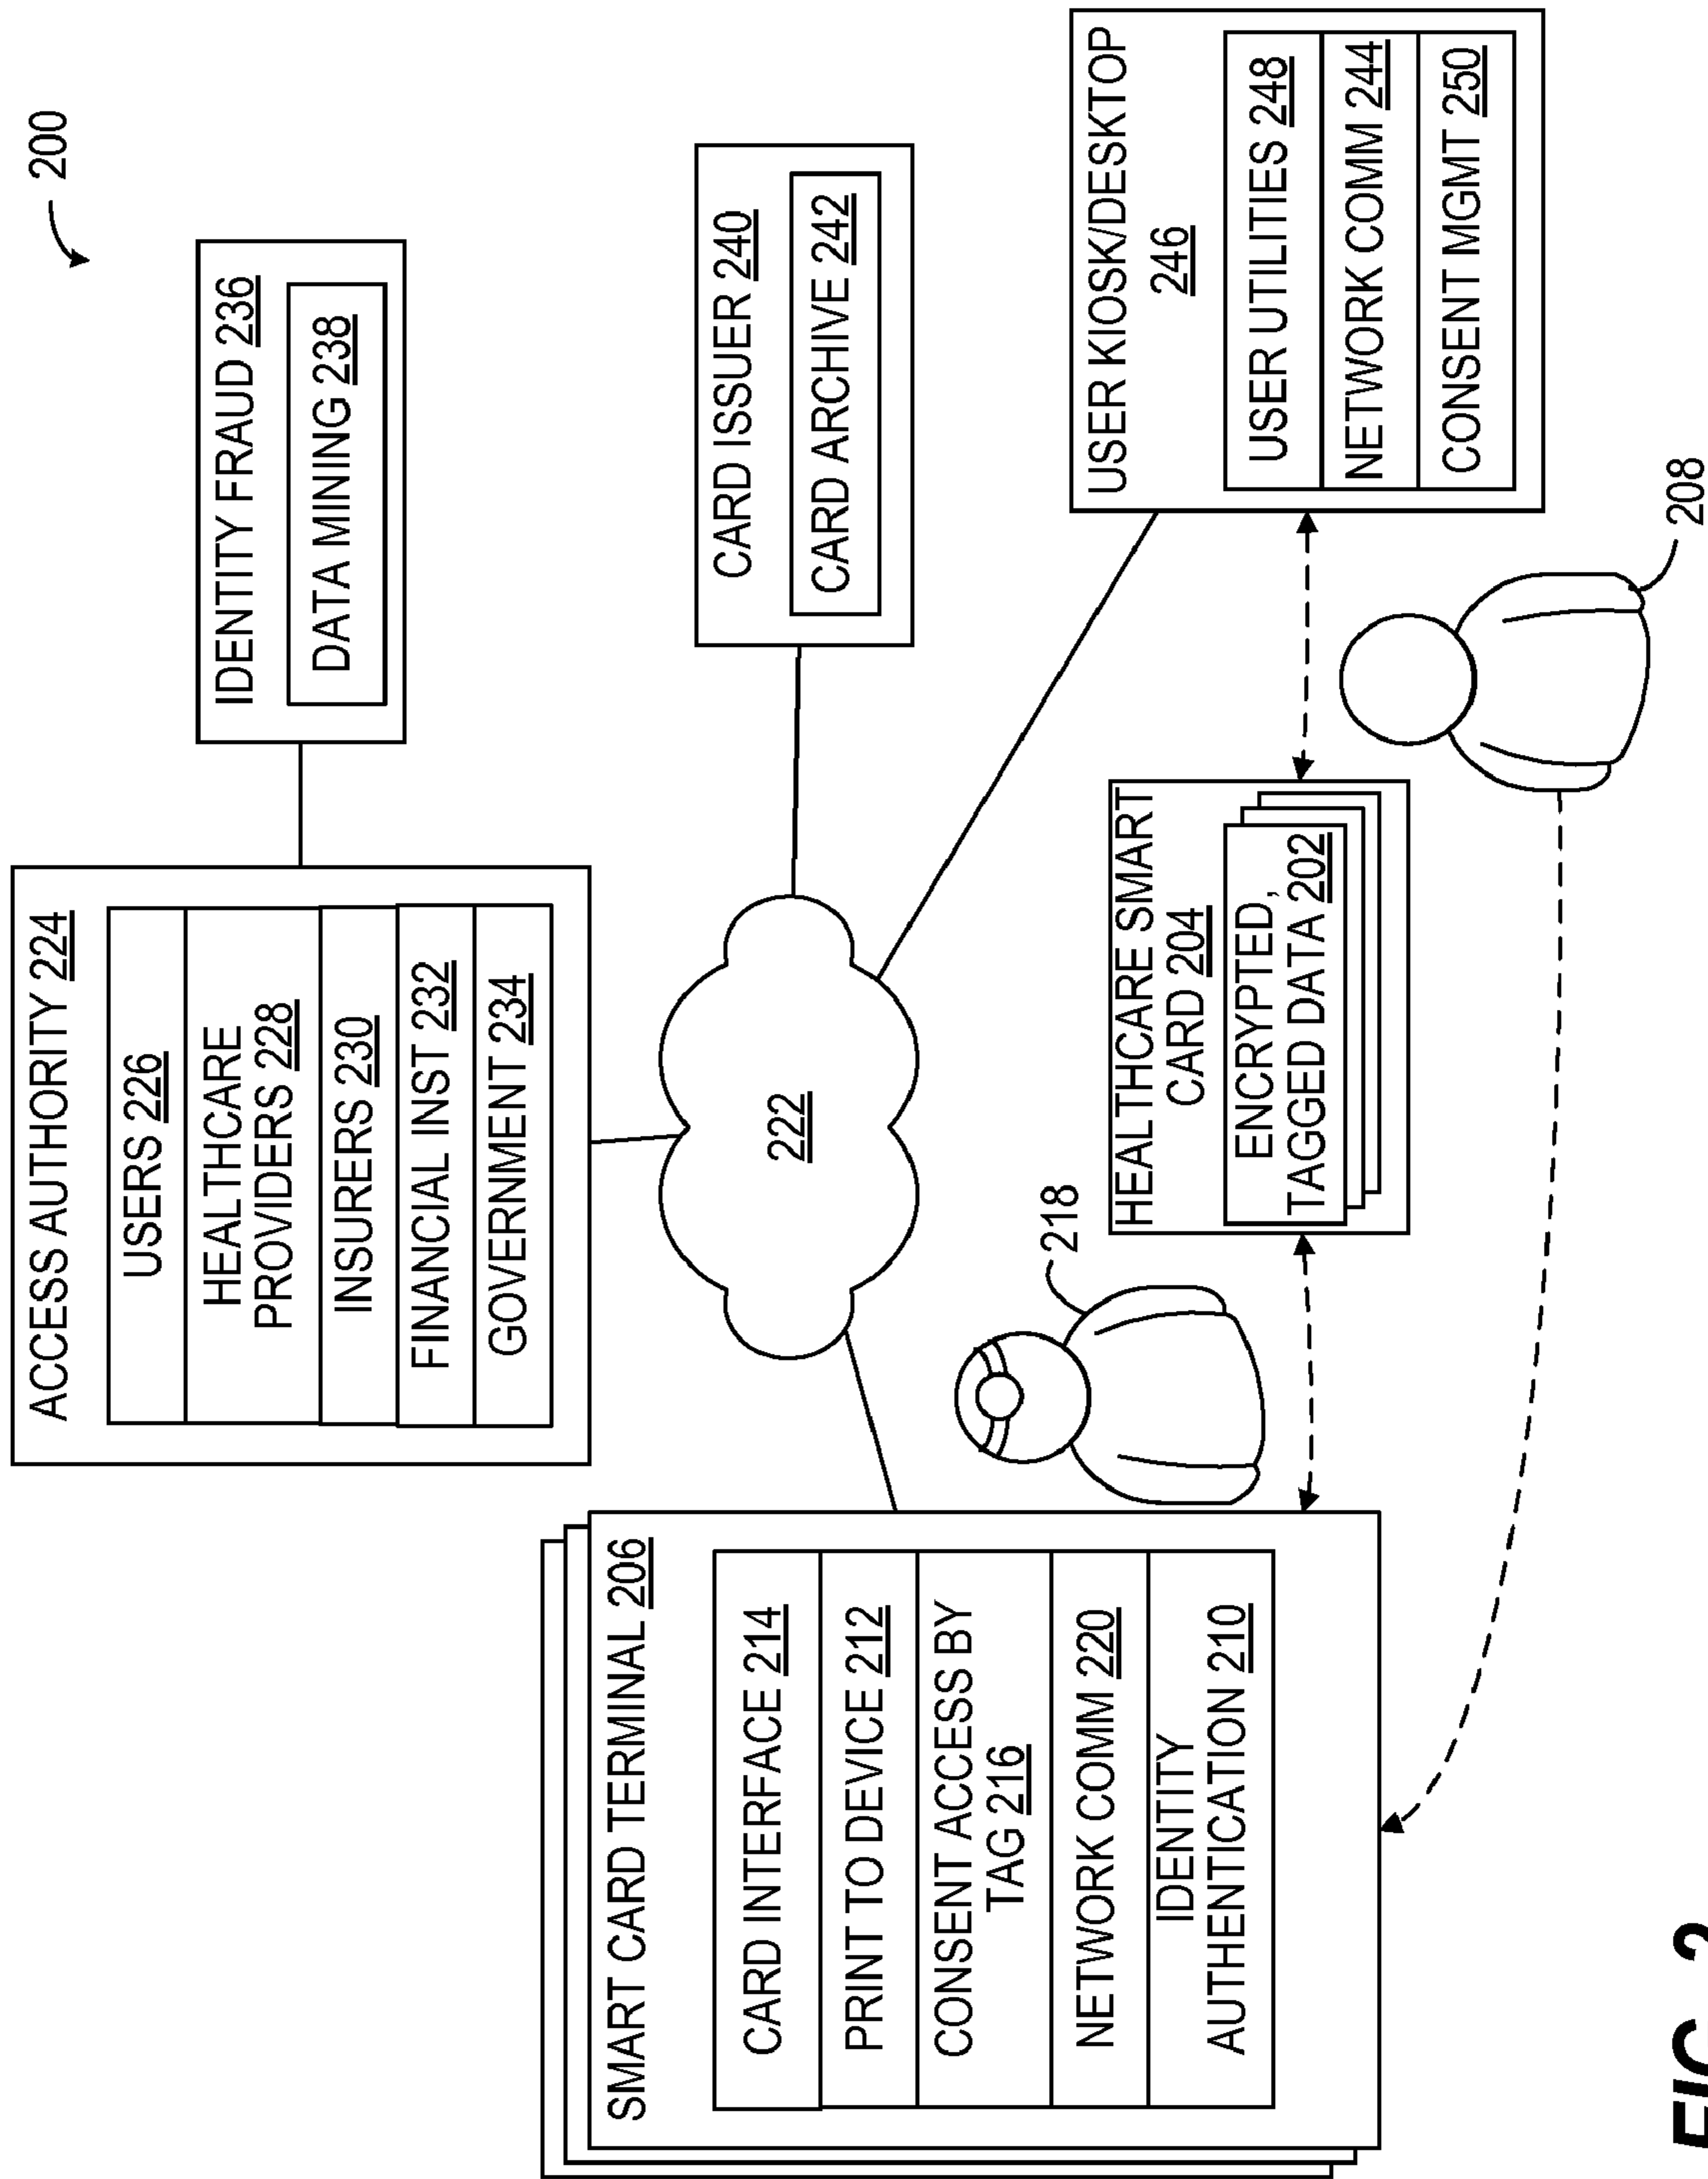 200
ACCESS AUTHORITY 224
USERS 226
HEALTHCARE
PROVIDERS 228
INSURERS 230
FINANCIAL INST 232
GOVERNMENT 234
IDENTITY FRAUD 236
DATA MINING 238
CARD ISSUER 240
CARD ARCHIVE 242
222
SMART CARD TERMINAL 206
CARD INTERFACE 214
PRINT TO DEVICE 212
CONSENT ACCESS BY
TAG 216
NETWORK COMM 220
IDENTITY
AUTHENTICATION 210
218
HEALTHCARE SMART
CARD 204
ENCRYPTED,
TAGGED DATA 202
USER KIOSK/DESKTOP
246
USER UTILITIES 248
NETWORK COMM 244
CONSENT MGMT 250
208
FIG. 2